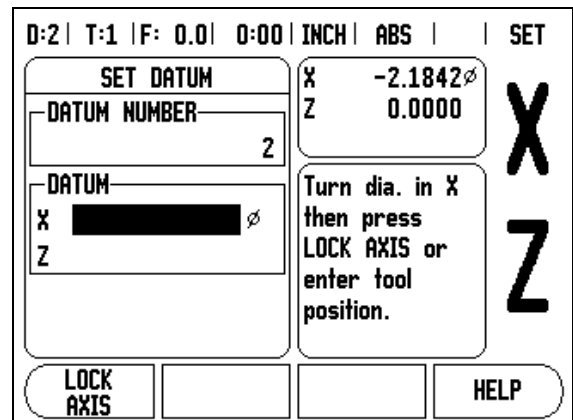 D:2 | T:1 | F: 0.0 | 0:00 | INCH | ABS | | SET
SET DATUM
DATUM NUMBER
2
DATUM
X ⌀
Z
X -2.1842⌀
Z 0.0000
Turn dia. in X
then press
LOCK AXIS or
enter tool
position.
X
Z
LOCK
AXIS
HELP